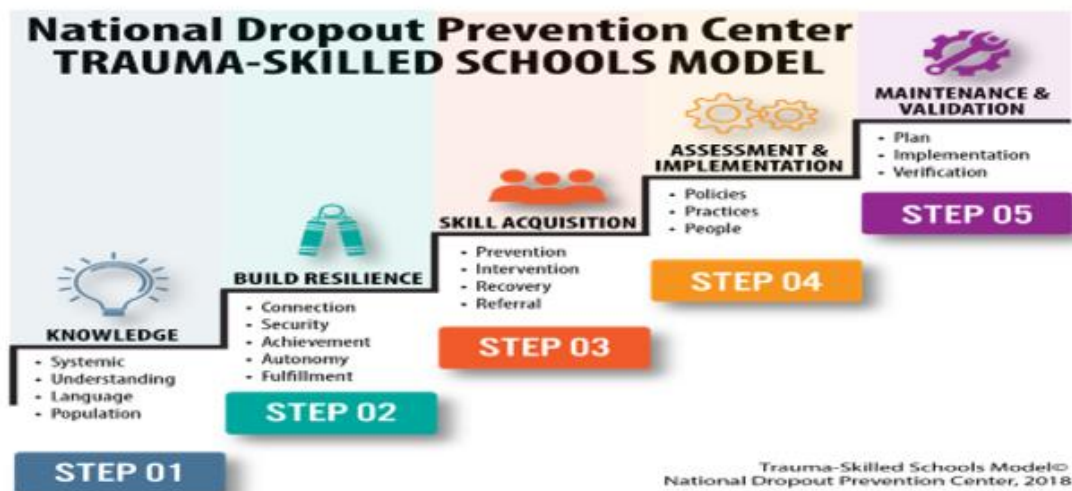 National Dropout Prevention Center
TRAUMA-SKILLED SCHOOLS MODEL
KNOWLEDGE
• Systemic
• Understanding
• Language
• Population
STEP 01
BUILD RESILIENCE
• Connection
• Security
• Achievement
• Autonomy
• Fulfillment
STEP 02
SKILL ACQUISITION
• Prevention
• Intervention
• Recovery
• Referral
STEP 03
ASSESSMENT &
IMPLEMENTATION
• Policies
• Practices
• People
STEP 04
MAINTENANCE &
VALIDATION
• Plan
• Implementation
• Verification
STEP 05
Trauma-Skilled Schools Model©
National Dropout Prevention Center, 2018